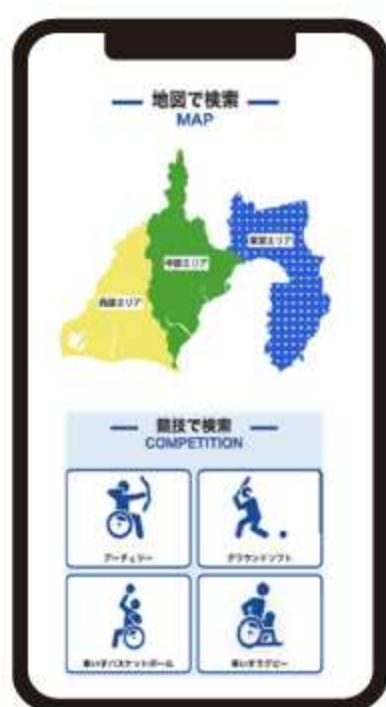 地図で検索
MAP
東部エリア
中部エリア
西部エリア
競技で検索
COMPETITION
アーチェリー
グラウンドソフト
車いすバスケットボール
車いすラグビー